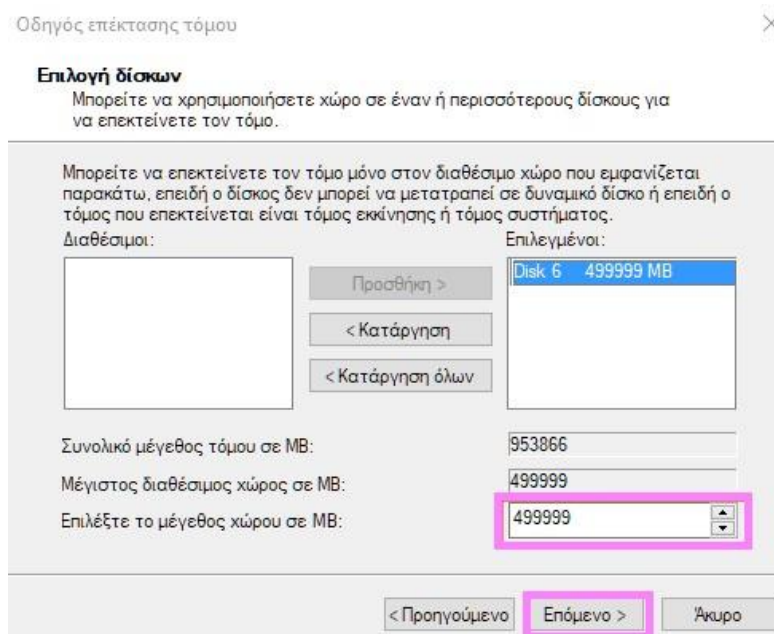 Οδηγός επέκτασης τόμου
Επιλογή δίσκων
Μπορείτε να χρησιμοποιήσετε χώρο σε έναν ή περισσότερους δίσκους για
να επεκτείνετε τον τόμο.
Μπορείτε να επεκτείνετε τον τόμο μόνο στον διαθέσιμο χώρο που εμφανίζεται
παρακάτω, επειδή ο δίσκος δεν μπορεί να μετατραπεί σε δυναμικό δίσκο ή επειδή ο
τόμος που επεκτείνεται είναι τόμος εκκίνησης ή τόμος συστήματος.
Διαθέσιμοι: Επιλεγμένοι:
Disk 6 499999 MB
Προσθήκη >
< Κατάργηση
< Κατάργηση όλων
Συνολικό μέγεθος τόμου σε MB: 953866
Μέγιστος διαθέσιμος χώρος σε MB: 499999
Επιλέξτε το μέγεθος χώρου σε MB: 499999
< Προηγούμενο Επόμενο > Άκυρο